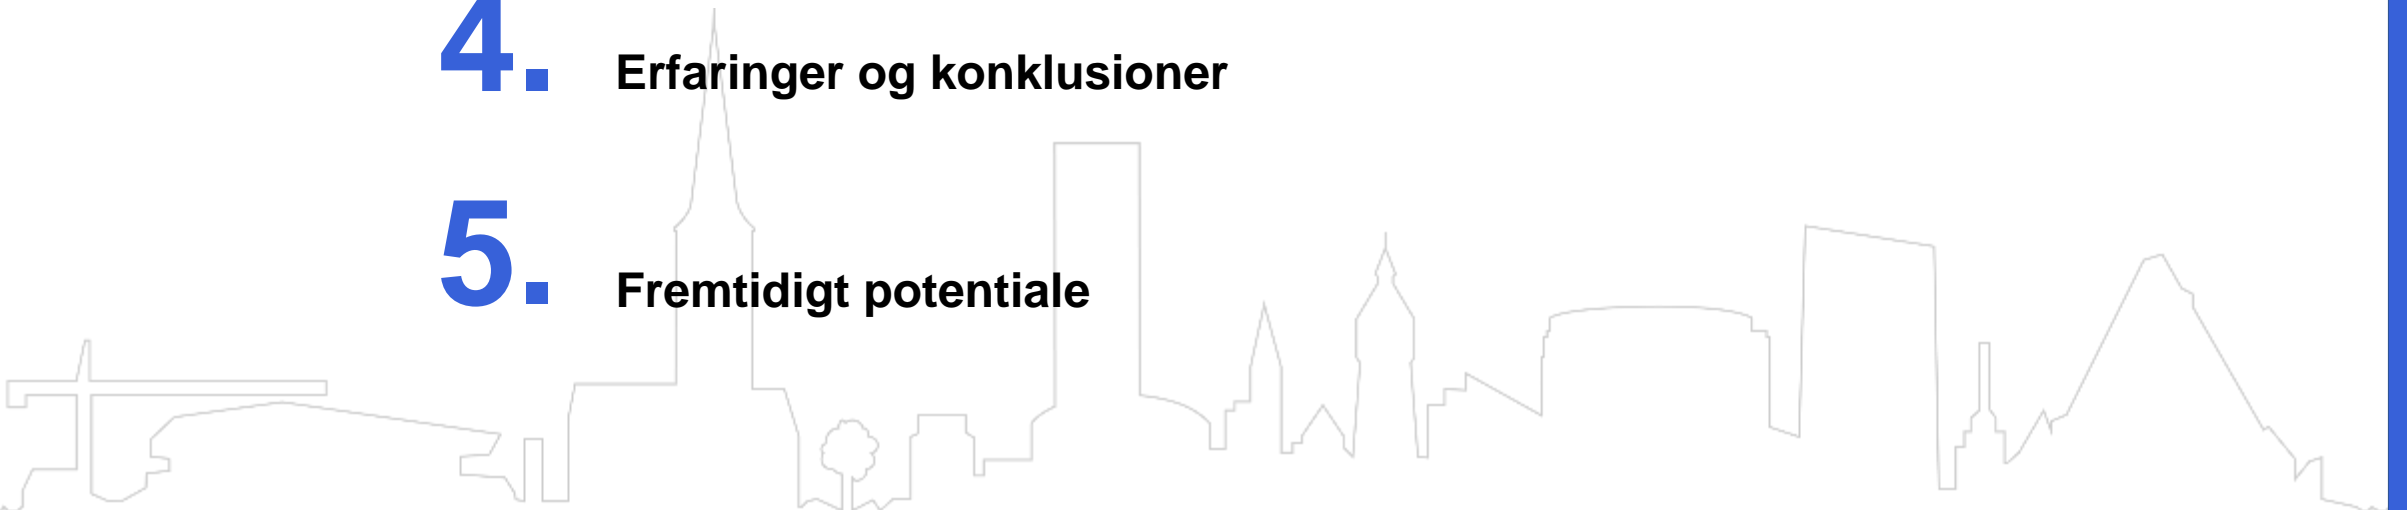 4. Erfaringer og konklusioner
5. Fremtidigt potentiale